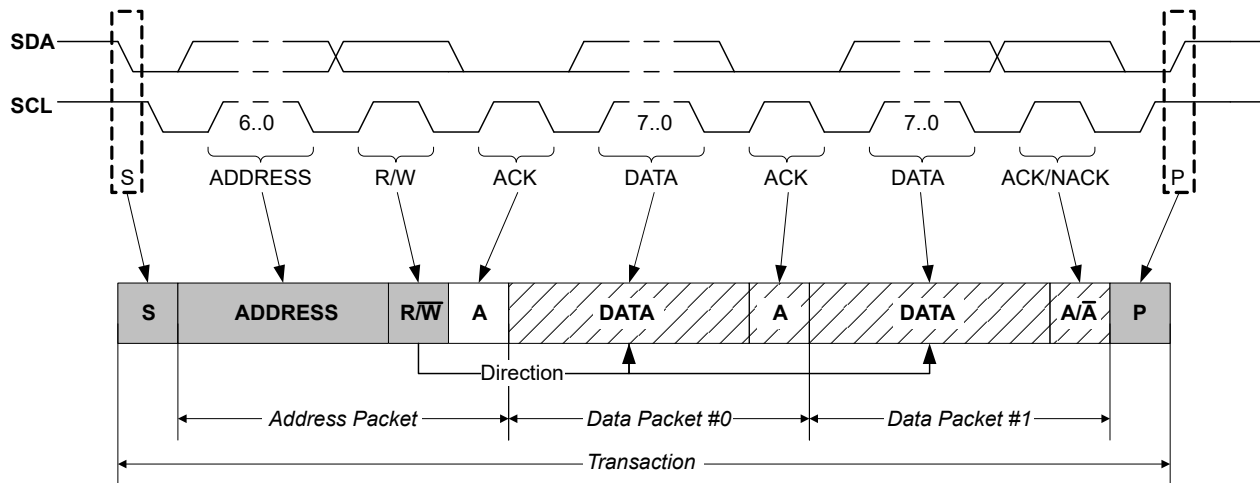 SDA
SCL
6..0 7..0 7..0
S ADDRESS R/W ACK DATA ACK DATA ACK/NACK P
S ADDRESS R/W̅ A DATA A DATA A/A̅ P
Direction
Address Packet Data Packet #0 Data Packet #1
Transaction